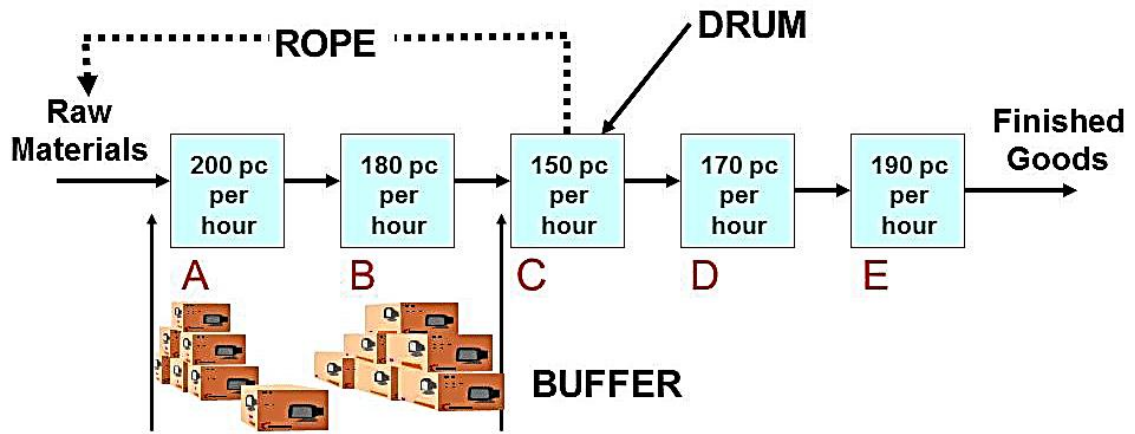 ROPE
DRUM
Raw
Materials
200 pc
per
hour
180 pc
per
hour
150 pc
per
hour
170 pc
per
hour
190 pc
per
hour
Finished
Goods
A
B
C
D
E
BUFFER